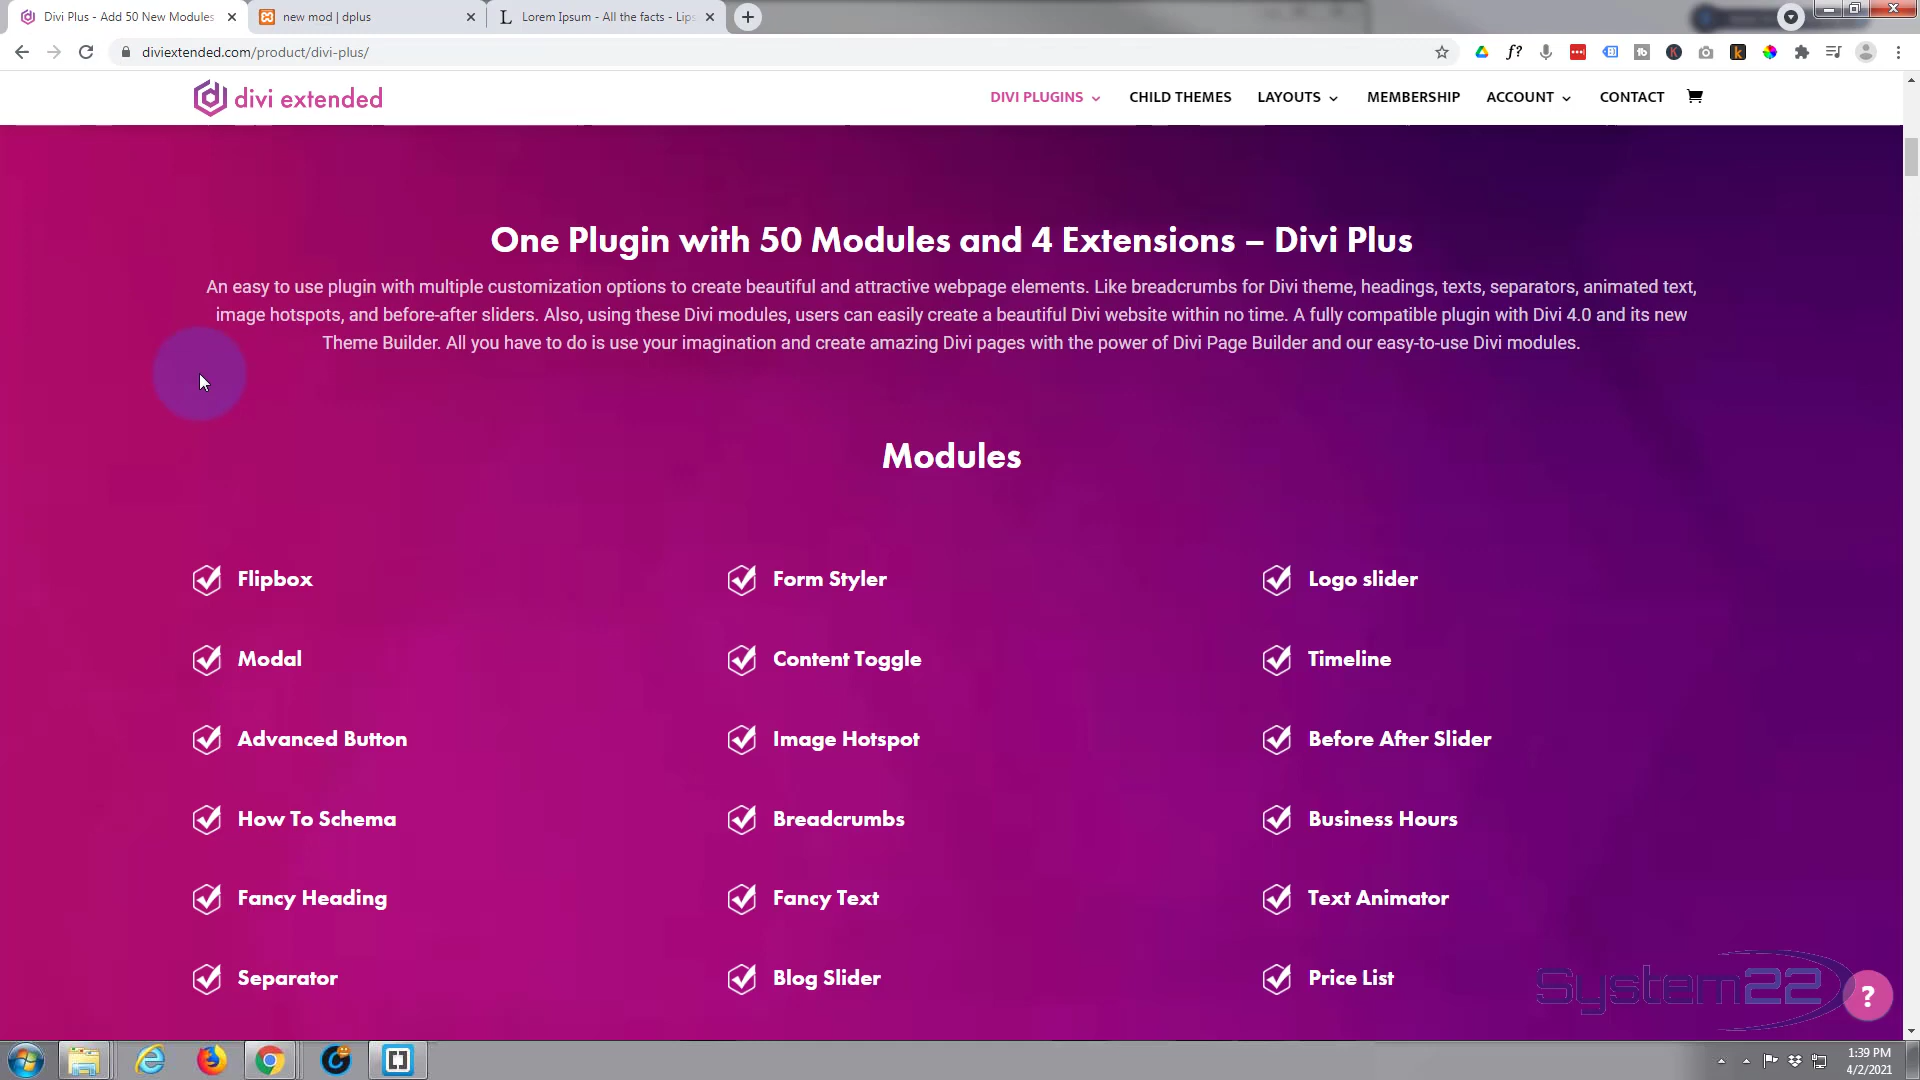 Divi Plus - Add 50 New Modules
new mod | dplus
Lorem Ipsum - All the facts - Lips
diviextended.com/product/divi-plus/
divi extended
DIVI PLUGINS CHILD THEMES LAYOUTS MEMBERSHIP ACCOUNT CONTACT
One Plugin with 50 Modules and 4 Extensions – Divi Plus
An easy to use plugin with multiple customization options to create beautiful and attractive webpage elements. Like breadcrumbs for Divi theme, headings, texts, separators, animated text,
image hotspots, and before-after sliders. Also, using these Divi modules, users can easily create a beautiful Divi website within no time. A fully compatible plugin with Divi 4.0 and its new
Theme Builder. All you have to do is use your imagination and create amazing Divi pages with the power of Divi Page Builder and our easy-to-use Divi modules.
Modules
Flipbox Form Styler Logo slider
Modal Content Toggle Timeline
Advanced Button Image Hotspot Before After Slider
How To Schema Breadcrumbs Business Hours
Fancy Heading Fancy Text Text Animator
Separator Blog Slider Price List
System22
?
1:39 PM
4/2/2021